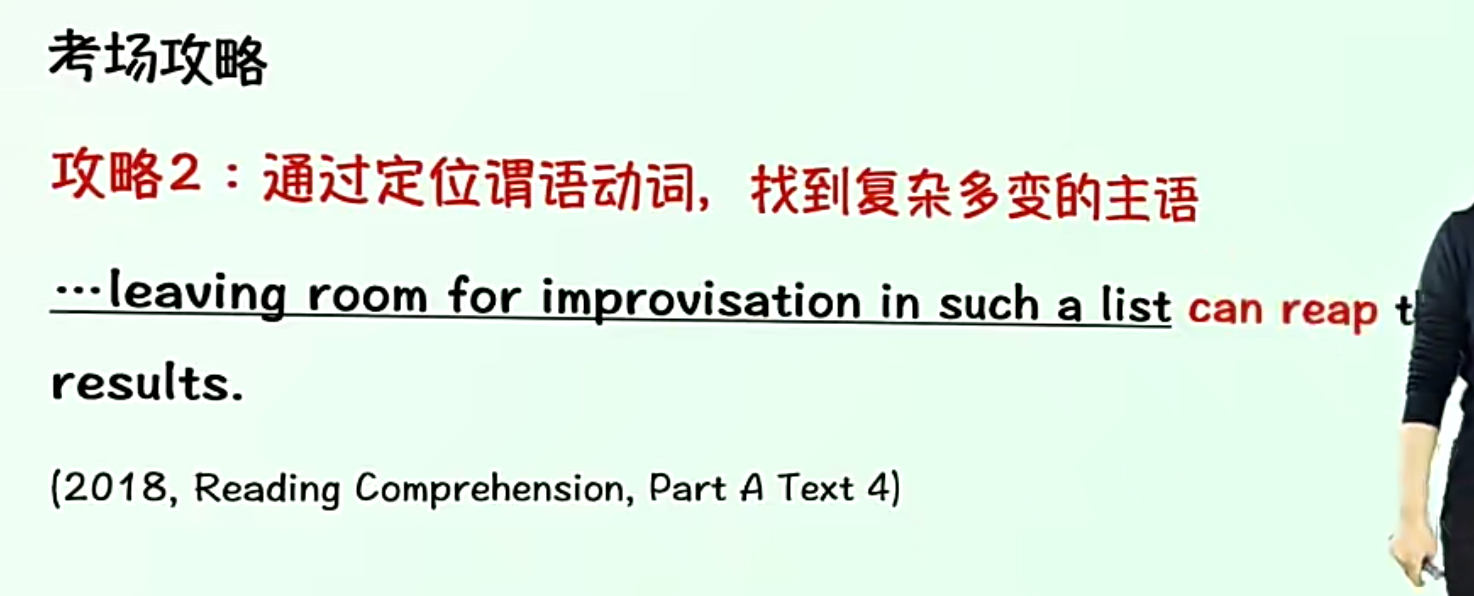 考场攻略
攻略2：通过定位谓语动词，找到复杂多变的主语
…leaving room for improvisation in such a list can reap
results.
(2018, Reading Comprehension, Part A Text 4)